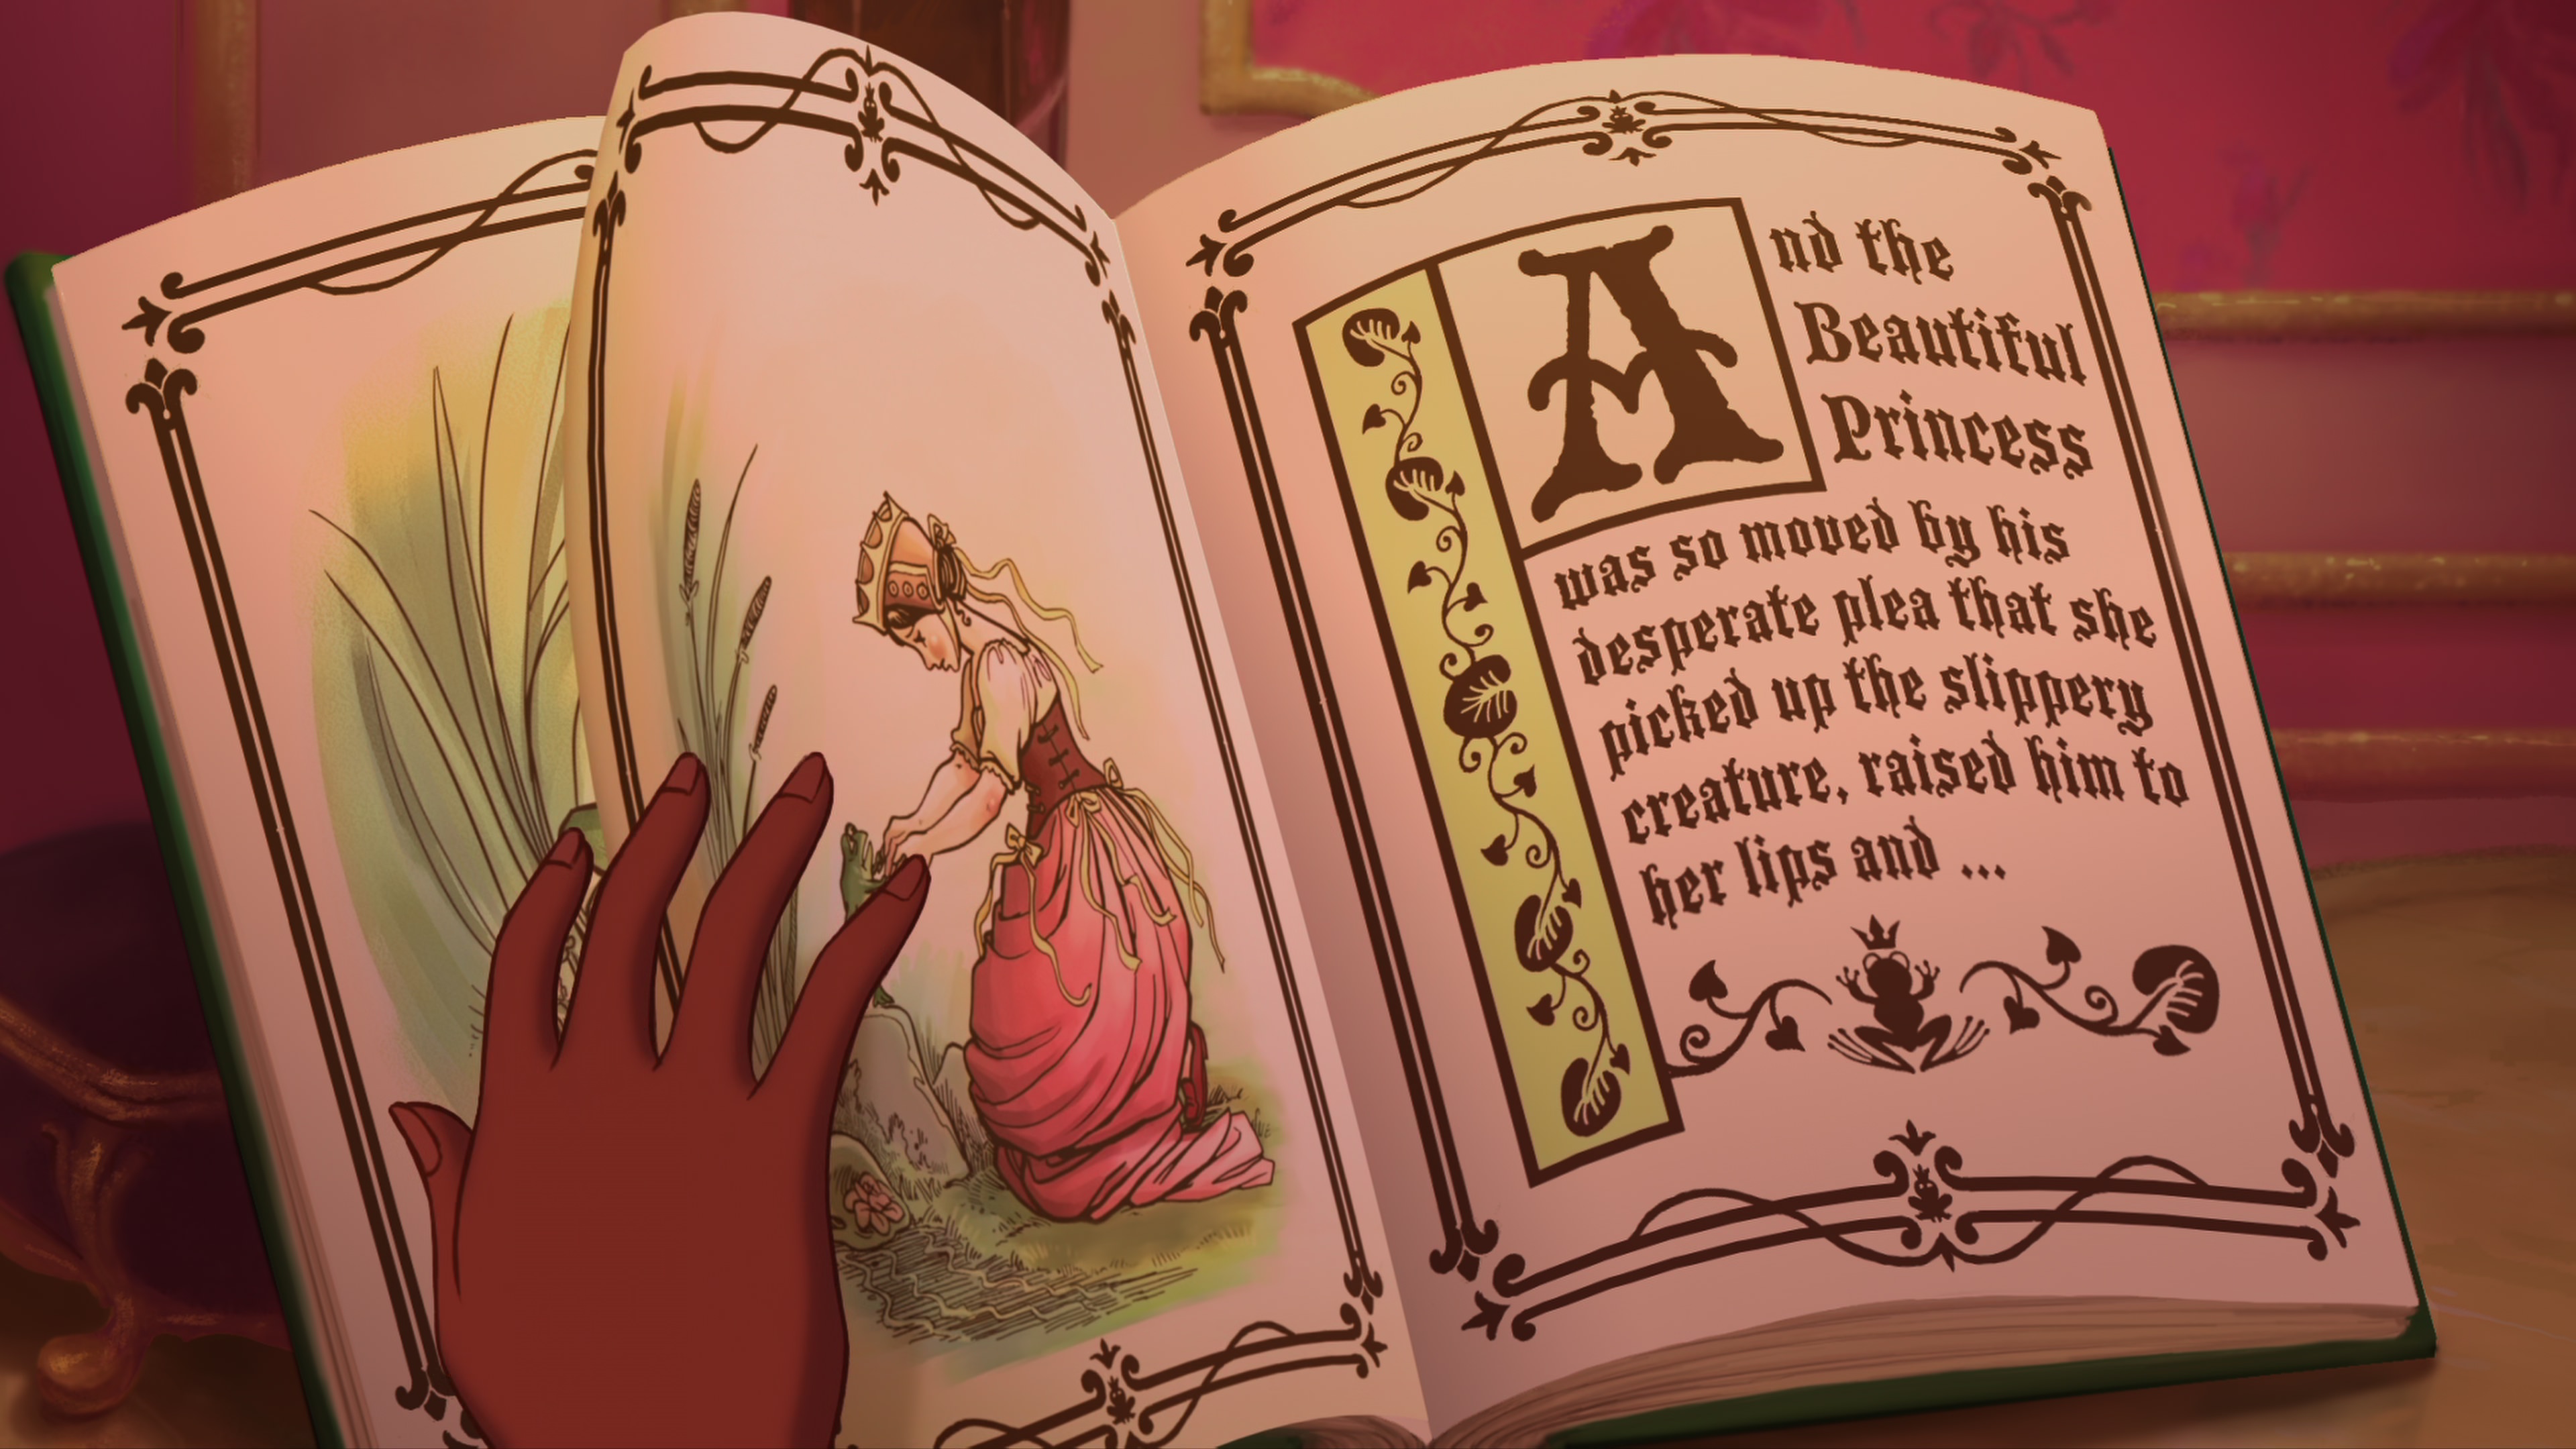 And the
Beautiful
Princess
was so moved by his
desperate plea that she
picked up the slippery
creature, raised him to
her lips and ...